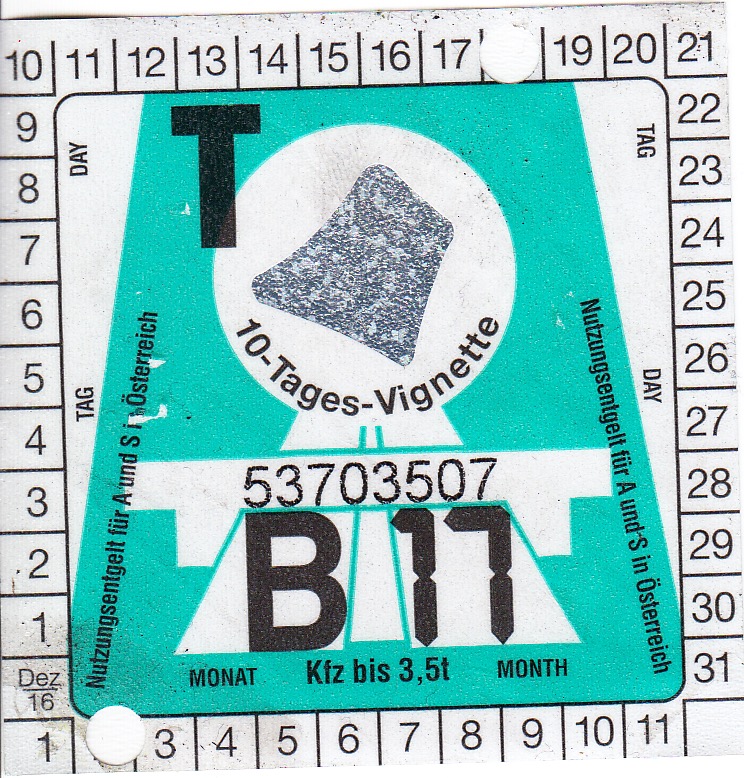 10 11 12 13 14 15 16 17 19 20 21
9 22
8 23
7 24
6 25
5 26
4 27
3 28
2 29
1 30
Dez
16
31
1 3 4 5 6 7 8 9 10 11
DAY
TAG
TAG
DAY
T
10-Tages-Vignette
Nutzungsentgelt für A und S in Österreich
Nutzungsentgelt für A und S in Österreich
53703507
B 17
MONAT Kfz bis 3,5t MONTH